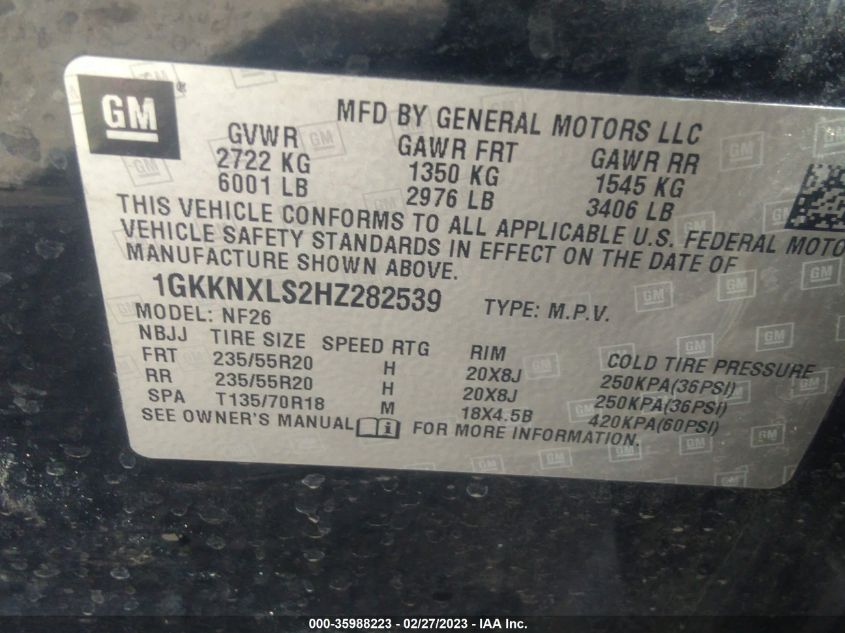 GM
MFD BY GENERAL MOTORS LLC
GVWR GAWR FRT GAWR RR
2722 KG 1350 KG 1545 KG
6001 LB 2976 LB 3406 LB
THIS VEHICLE CONFORMS TO ALL APPLICABLE U.S. FEDERAL MOTO
VEHICLE SAFETY STANDARDS IN EFFECT ON THE DATE OF
MANUFACTURE SHOWN ABOVE.
1GKKNXLS2HZ282539 TYPE: M.P.V.
MODEL: NF26
NBJJ TIRE SIZE SPEED RTG RIM COLD TIRE PRESSURE
FRT 235/55R20 H 20X8J 250KPA(36PSI)
RR 235/55R20 H 20X8J 250KPA(36PSI)
SPA T135/70R18 M 18X4.5B 420KPA(60PSI)
SEE OWNER'S MANUAL i FOR MORE INFORMATION.
000-35988223 - 02/27/2023 - IAA Inc.